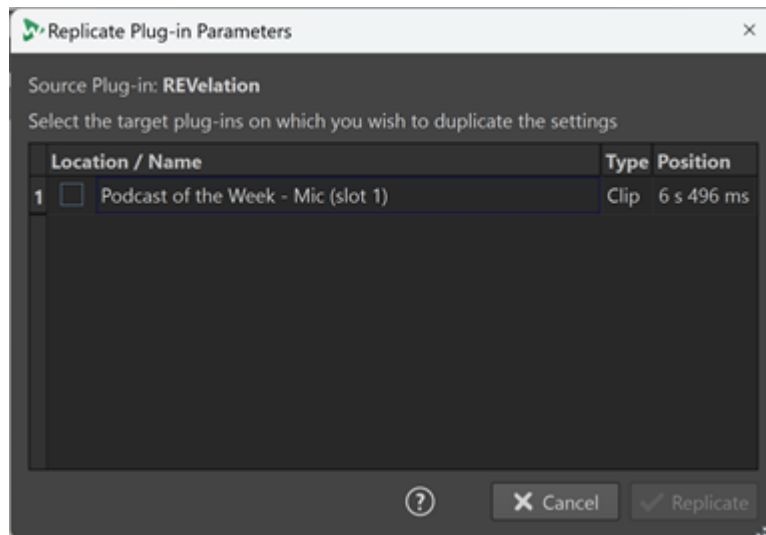 Replicate Plug-in Parameters
Source Plug-in: REVelation
Select the target plug-ins on which you wish to duplicate the settings
Location / Name Type Position
1 Podcast of the Week - Mic (slot 1) Clip 6 s 496 ms
? Cancel Replicate